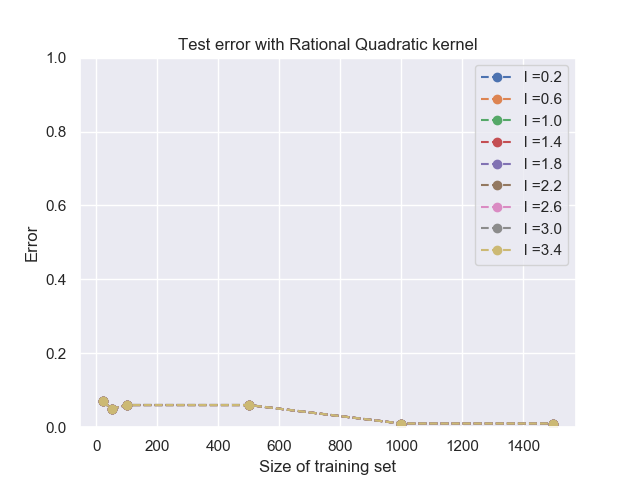 Test error with Rational Quadratic kernel
1.0
0.8
0.6
0.4
0.2
0.0
Error
l =0.2
l =0.6
l =1.0
l =1.4
l =1.8
l =2.2
l =2.6
l =3.0
l =3.4
0 200 400 600 800 1000 1200 1400
Size of training set